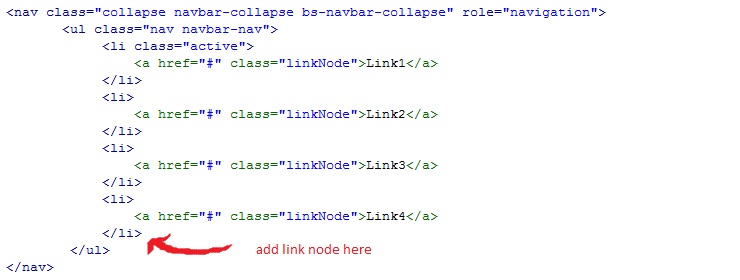 <nav class="collapse navbar-collapse bs-navbar-collapse" role="navigation">
<ul class="nav navbar-nav">
<li class="active">
<a href="#" class="linkNode">Link1</a>
</li>
<li>
<a href="#" class="linkNode">Link2</a>
</li>
<li>
<a href="#" class="linkNode">Link3</a>
</li>
<li>
<a href="#" class="linkNode">Link4</a>
</li>
</ul> add link node here
</nav>